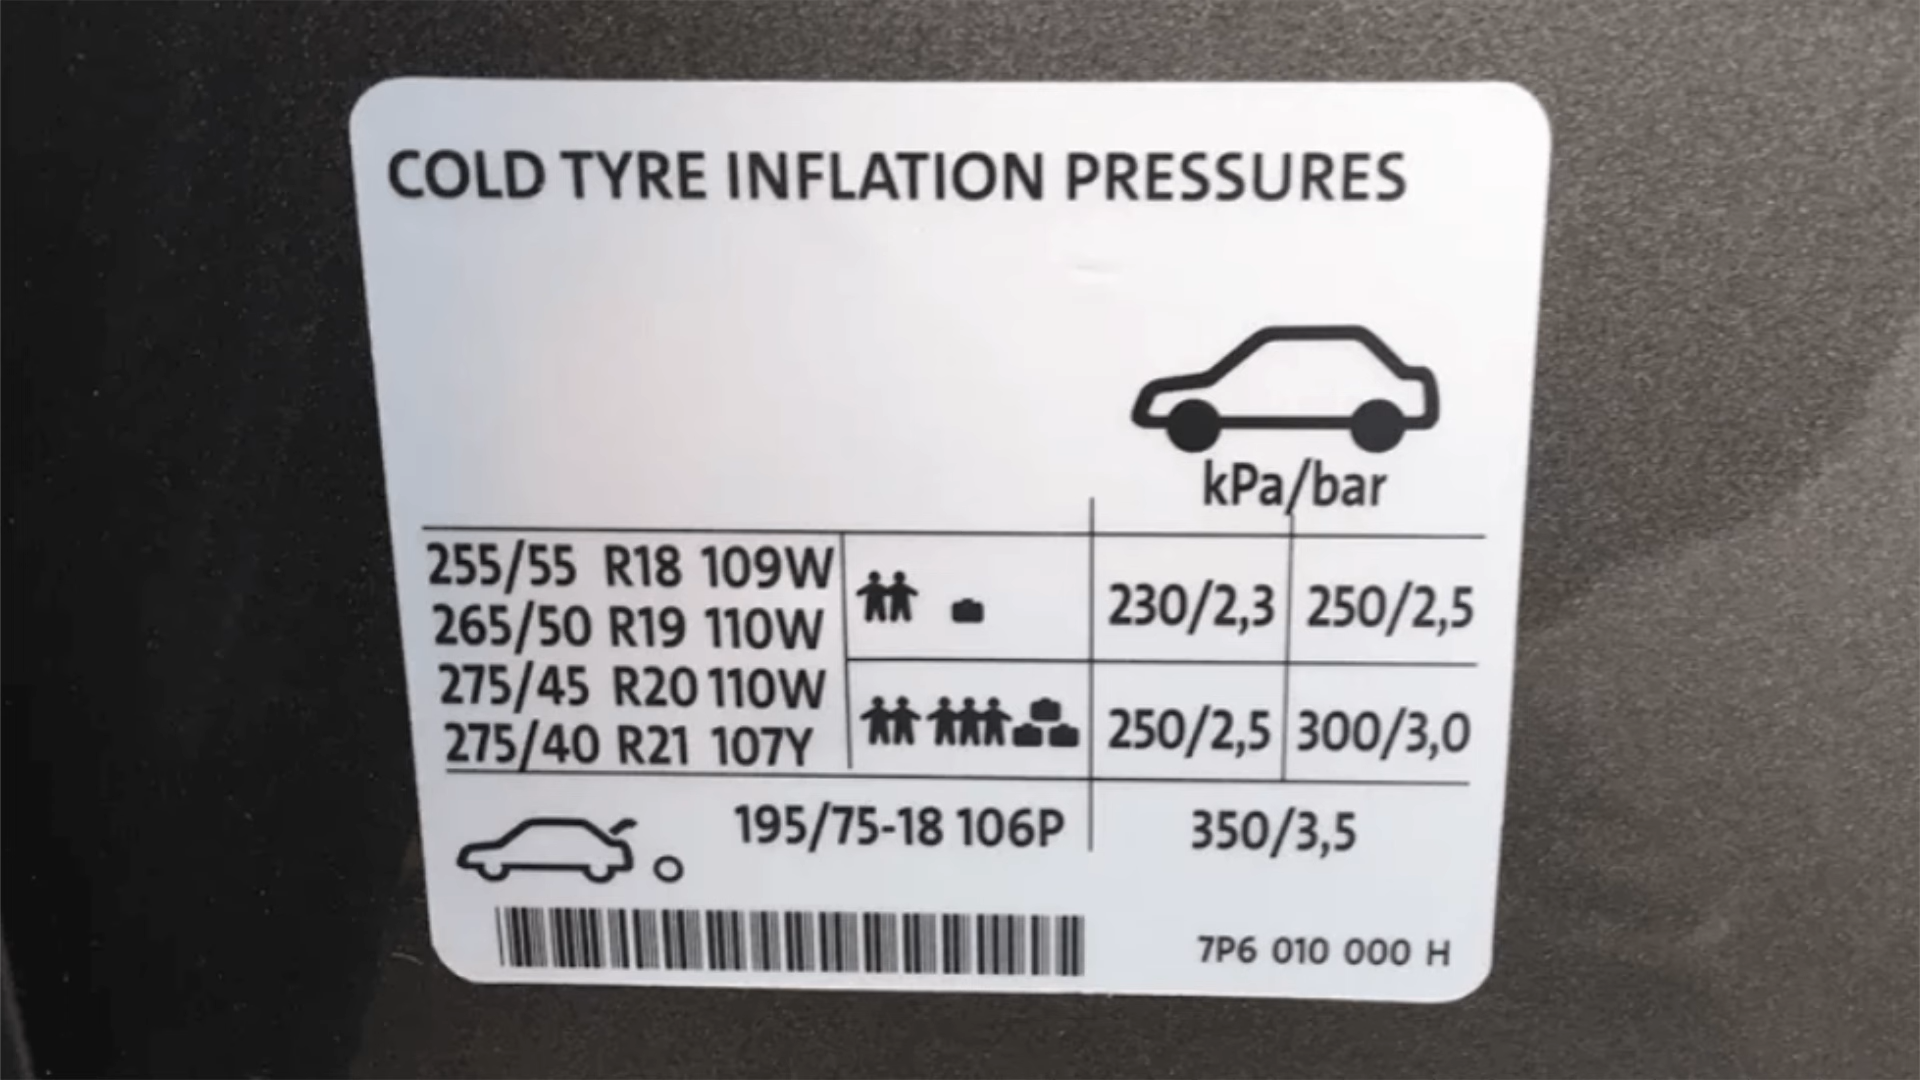 COLD TYRE INFLATION PRESSURES
kPa/bar
255/55 R18 109W
265/50 R19 110W
230/2,3 250/2,5
275/45 R20 110W
275/40 R21 107Y
250/2,5 300/3,0
195/75-18 106P 350/3,5
7P6 010 000 H